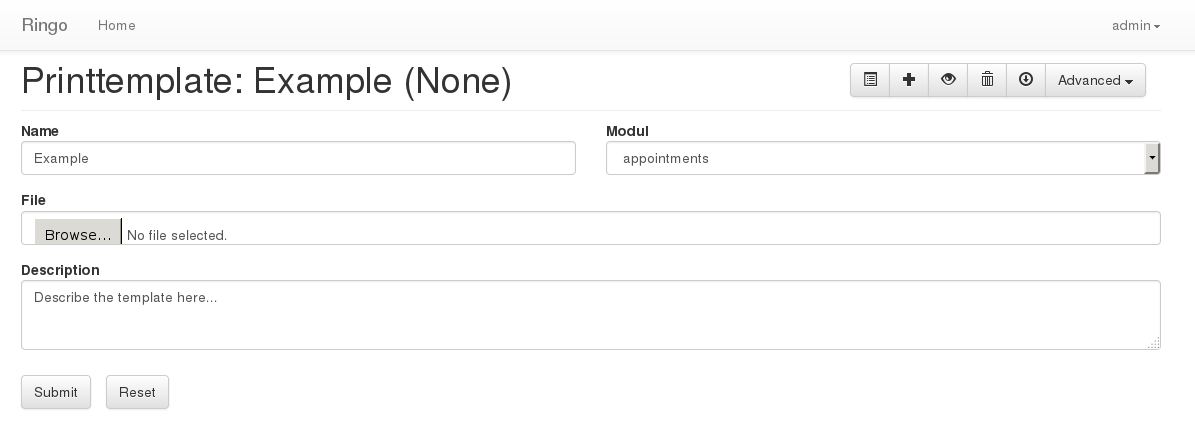 Ringo Home admin
Printtemplate: Example (None) Advanced
Name Modul
Example appointments
File
Browse... No file selected.
Description
Describe the template here...
Submit Reset